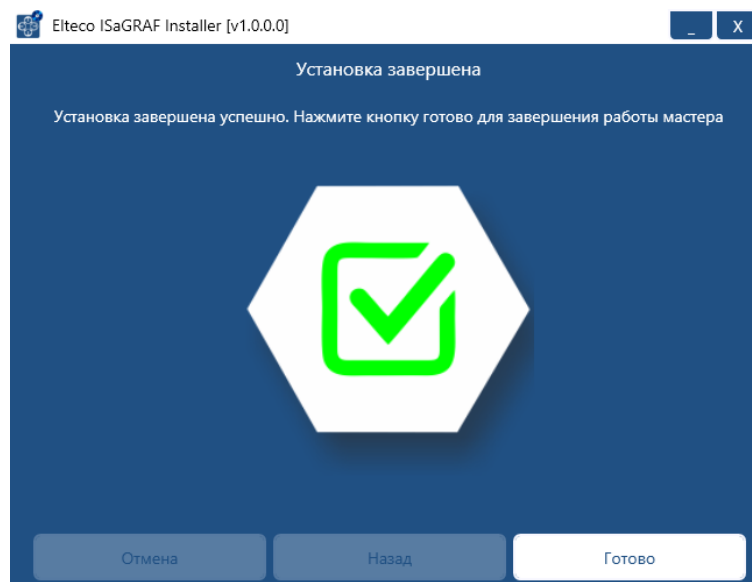 Elteco ISaGRAF Installer [v1.0.0.0]
_ X
Установка завершена
Установка завершена успешно. Нажмите кнопку готово для завершения работы мастера
Отмена Назад Готово